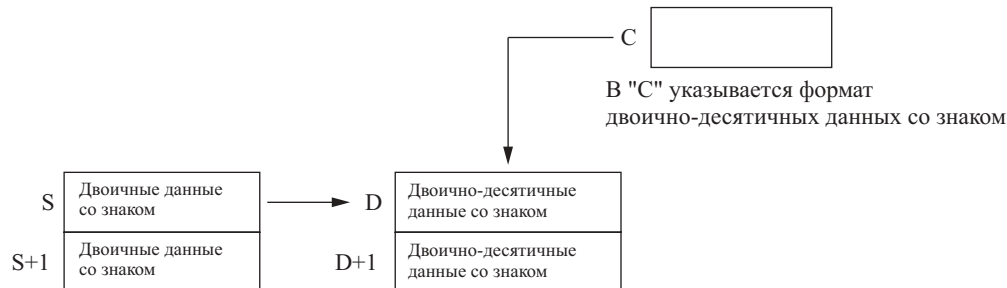 C
В "С" указывается формат
двоично-десятичных данных со знаком
S
Двоичные данные
со знаком
D
Двоично-десятичные
данные со знаком
S+1
Двоичные данные
со знаком
D+1
Двоично-десятичные
данные со знаком